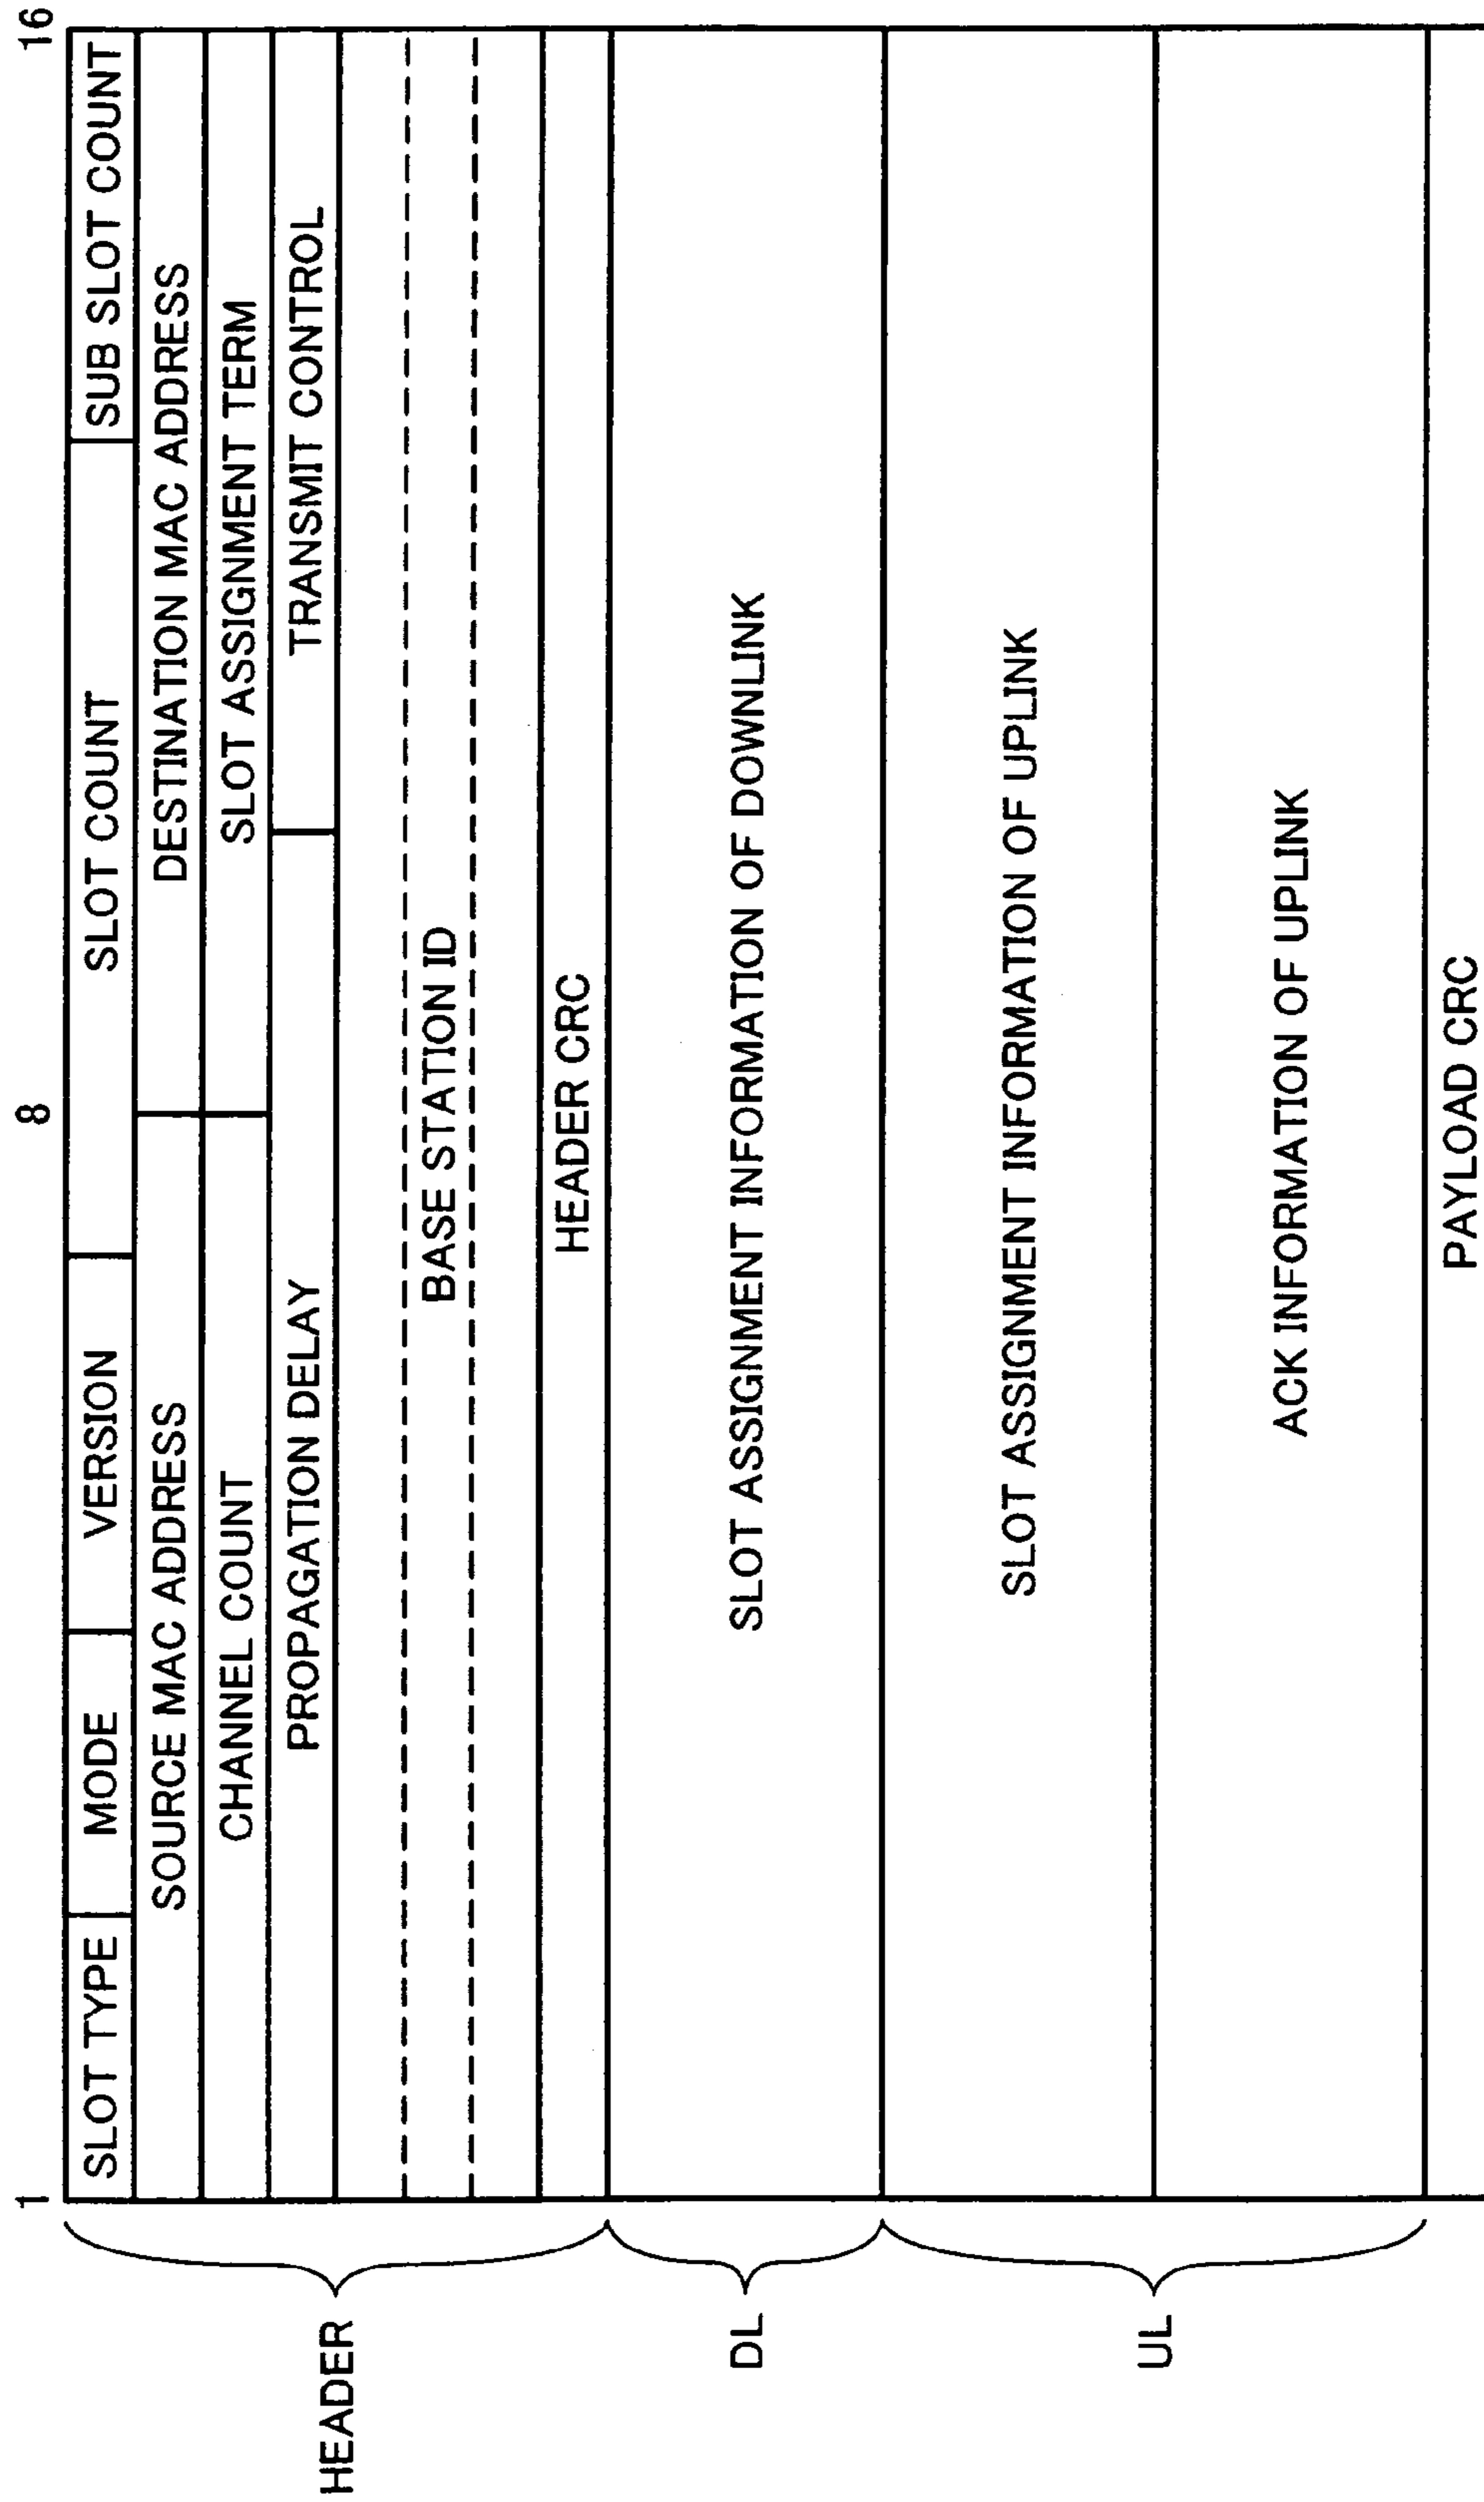 1 8 16
SLOT TYPE MODE VERSION SLOT COUNT SUB SLOT COUNT
SOURCE MAC ADDRESS DESTINATION MAC ADDRESS
CHANNEL COUNT SLOT ASSIGNMENT TERM
HEADER PROPAGATION DELAY TRANSMIT CONTROL
BASE STATION ID
HEADER CRC
DL SLOT ASSIGNMENT INFORMATION OF DOWNLINK
SLOT ASSIGNMENT INFORMATION OF UPLINK
UL
ACK INFORMATION OF UPLINK
PAYLOAD CRC